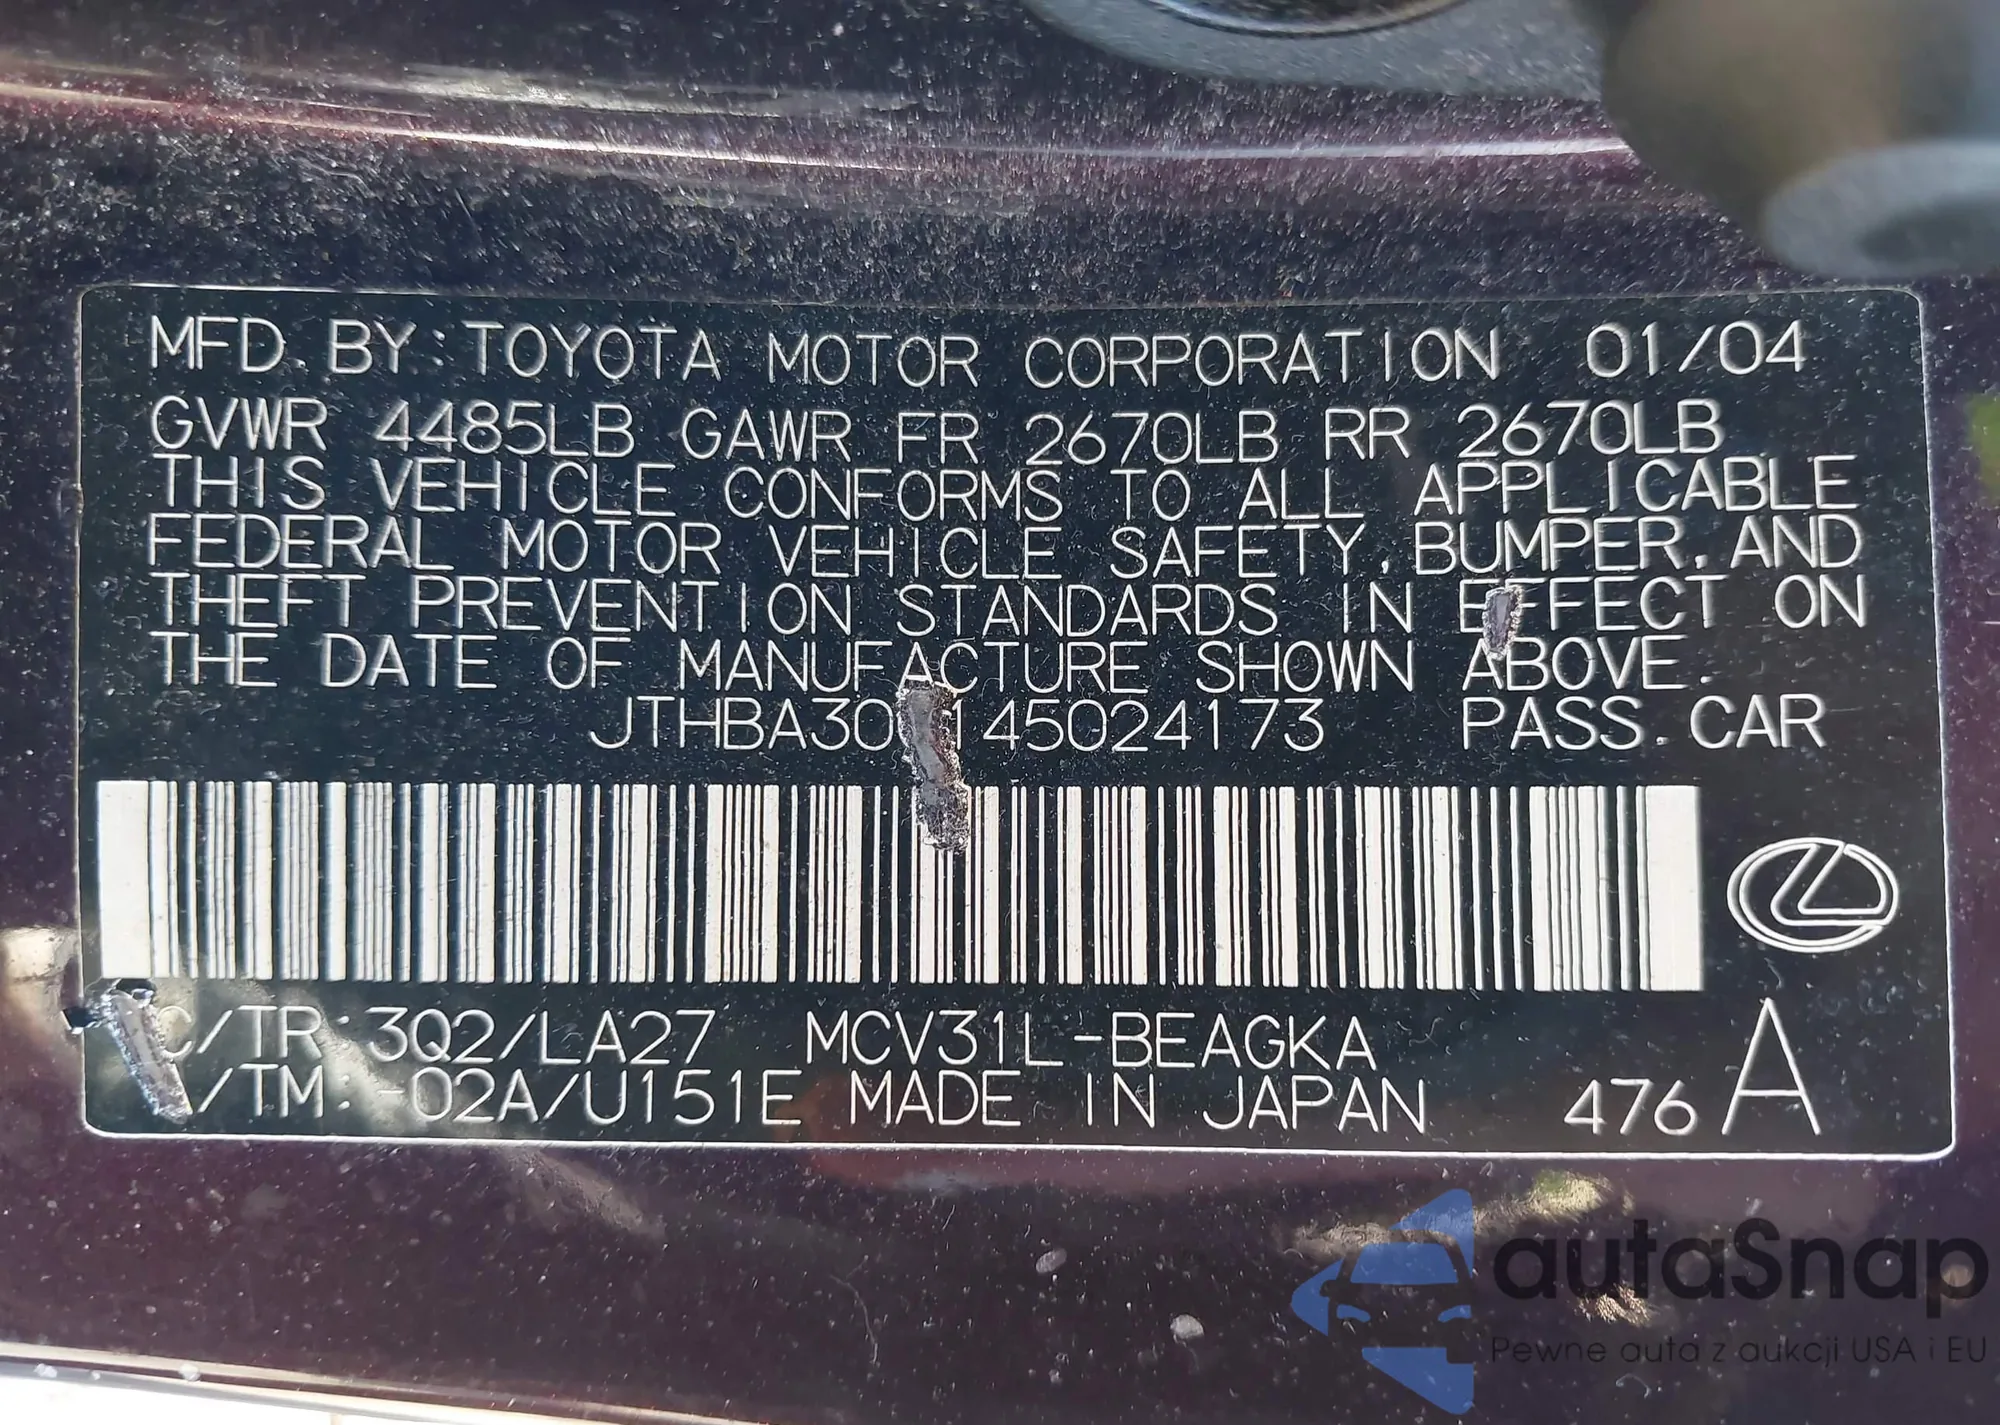 MFD. BY: TOYOTA MOTOR CORPORATION 01/04
GVWR 4485LB GAWR FR 2670LB RR 2670LB
THIS VEHICLE CONFORMS TO ALL APPLICABLE
FEDERAL MOTOR VEHICLE SAFETY, BUMPER, AND
THEFT PREVENTION STANDARDS IN EFFECT ON
THE DATE OF MANUFACTURE SHOWN ABOVE.
PASS. CAR
C/TR: 3Q2/LA27 MCV31L-BEAGKA
/TM: -02A/U151E MADE IN JAPAN 476 A
autaSnap
Pewne auta z aukcji USA i EU